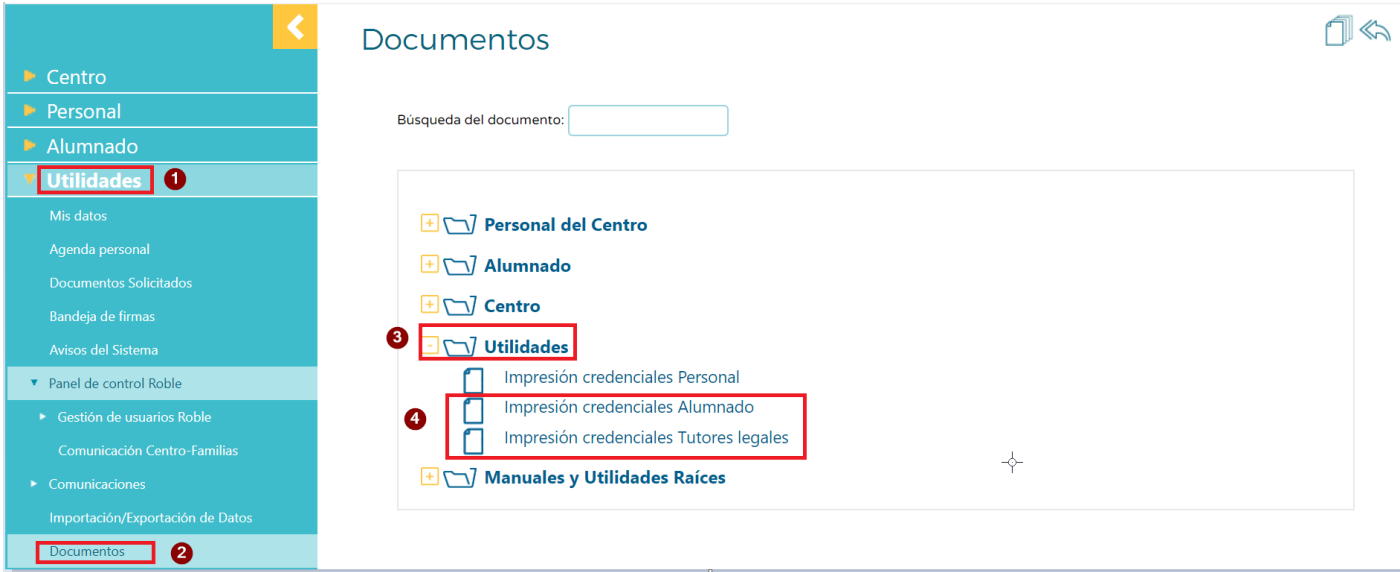 Documentos
Centro
Personal
Alumnado
Utilidades 1
Mis datos
Agenda personal
Documentos Solicitados
Bandeja de firmas
Avisos del Sistema
Panel de control Roble
Gestión de usuarios Roble
Comunicación Centro-Familias
Comunicaciones
Importación/Exportación de Datos
Documentos 2
Búsqueda del documento:
Personal del Centro
Alumnado
Centro
3 Utilidades
Impresión credenciales Personal
4 Impresión credenciales Alumnado
Impresión credenciales Tutores legales
Manuales y Utilidades Raíces